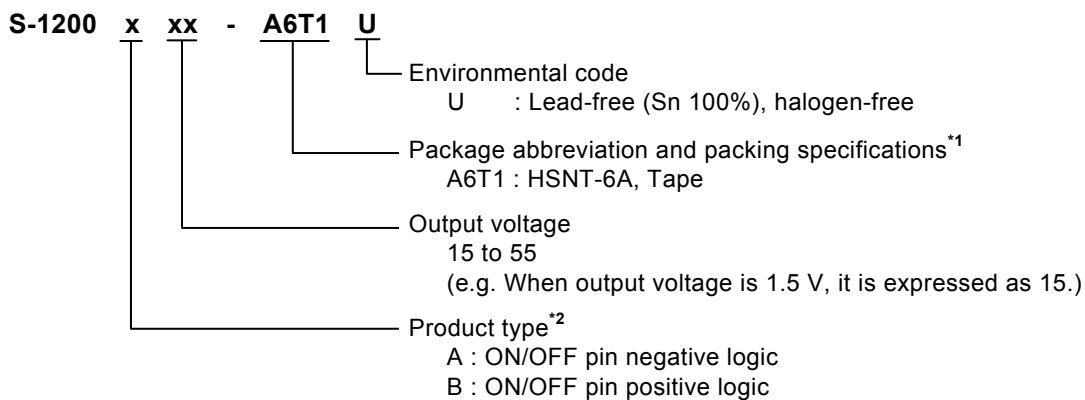 S-1200 x xx - A6T1 U
Environmental code
U : Lead-free (Sn 100%), halogen-free
Package abbreviation and packing specifications*1
A6T1 : HSNT-6A, Tape
Output voltage
15 to 55
(e.g. When output voltage is 1.5 V, it is expressed as 15.)
Product type*2
A : ON/OFF pin negative logic
B : ON/OFF pin positive logic